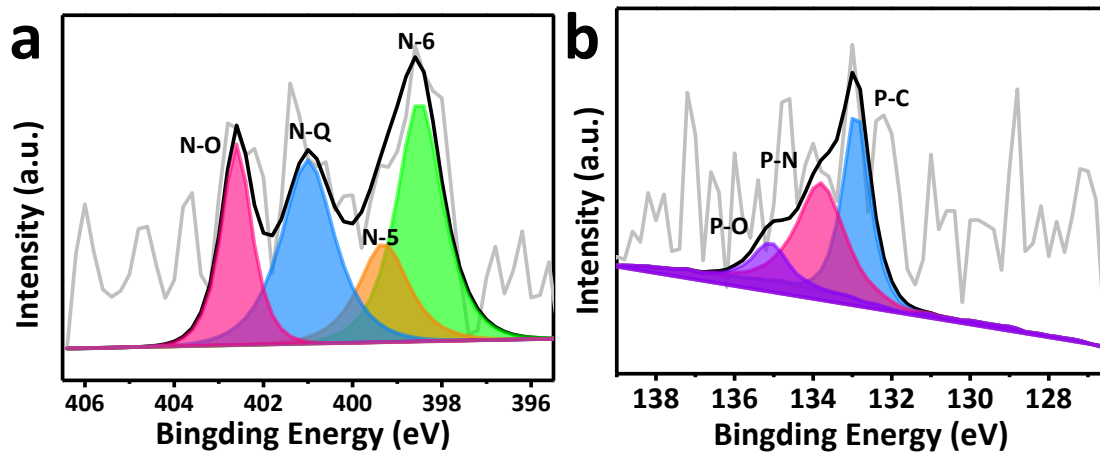 a
N-O
N-Q
N-5
N-6
Intensity (a.u.)
406 404 402 400 398 396
Bingding Energy (eV)
b
P-O
P-N
P-C
Intensity (a.u.)
138 136 134 132 130 128
Bingding Energy (eV)